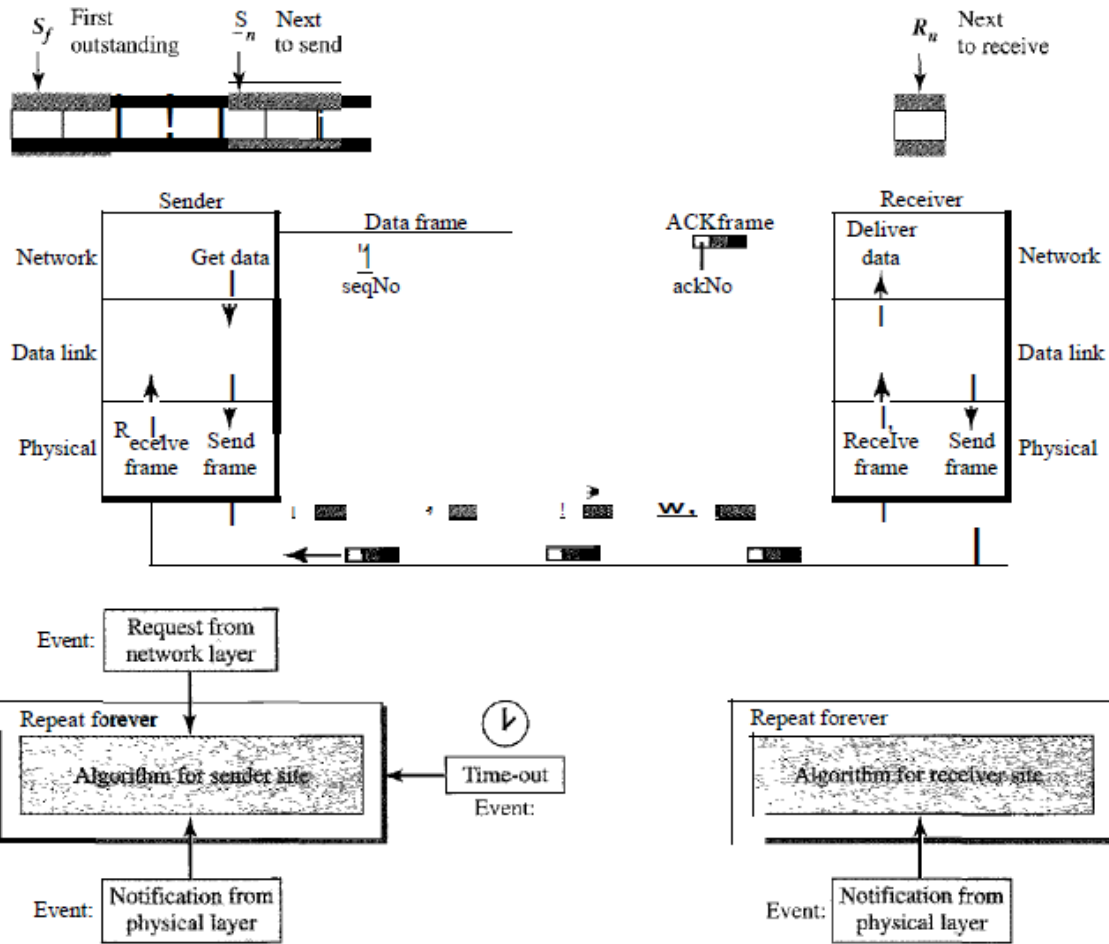 S_f First
outstanding
S_n Next
to send
R_n Next
to receive
Sender
Receiver
Data frame
ACKframe
Network
Get data
seqNo
ackNo
Deliver
data
Network
Data link
Data link
Physical
Receive
frame
Send
frame
ReceIve
frame
Send
frame
Physical
w.
Event:
Request from
network layer
Repeat forever
Algorithm for sender site
Time-out
Event:
Repeat forever
Algorithm for receiver site
Event:
Notification from
physical layer
Event:
Notification from
physical layer